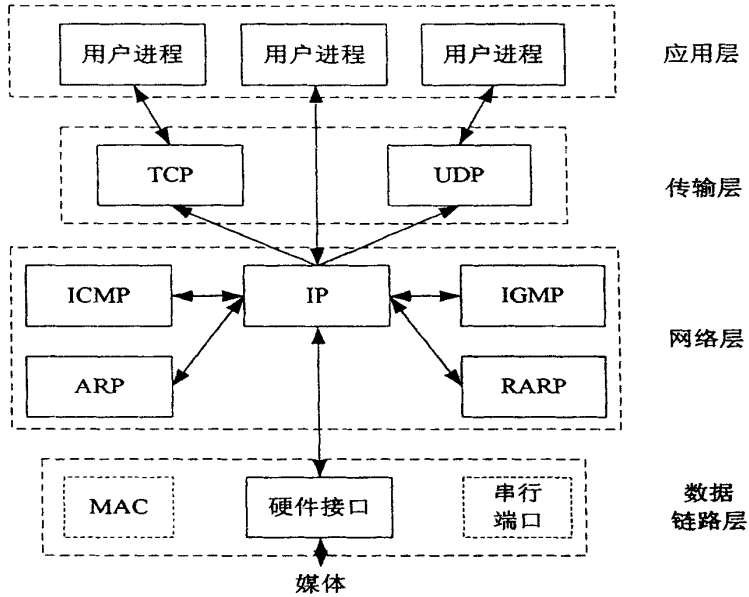 用户进程 用户进程 用户进程 应用层
TCP UDP 传输层
ICMP IP IGMP
网络层
ARP RARP
MAC 硬件接口 串行
端口
数据
链路层
媒体